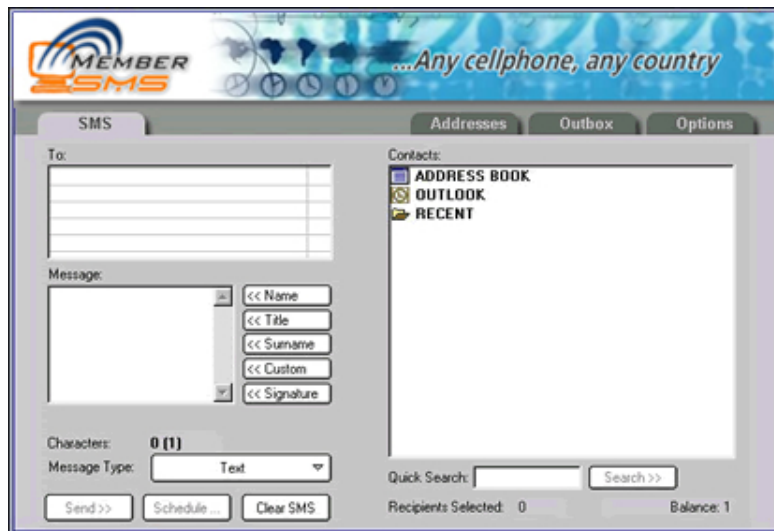 MEMBER
SMS
...Any cellphone, any country
SMS
Addresses
Outbox
Options
To:
Contacts:
ADDRESS BOOK
OUTLOOK
RECENT
Message:
<< Name
<< Title
<< Surname
<< Custom
<< Signature
Characters: 0 (1)
Message Type: Text
Quick Search: Search >>
Send >> Schedule ... Clear SMS
Recipients Selected: 0 Balance: 1